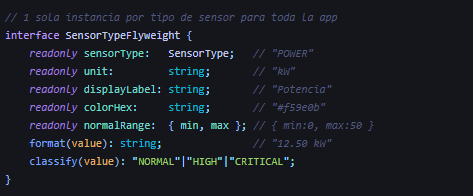 // 1 sola instancia por tipo de sensor para toda la app
interface SensorTypeFlyweight {
    readonly sensorType:   SensorType;   // "POWER"
    readonly unit:         string;       // "kW"
    readonly displayLabel: string;       // "Potencia"
    readonly colorHex:     string;       // "#f59e0b"
    readonly normalRange:  { min, max }; // { min:0, max:50 }
    format(value): string;               // "12.50 kW"
    classify(value): "NORMAL"|"HIGH"|"CRITICAL";
}